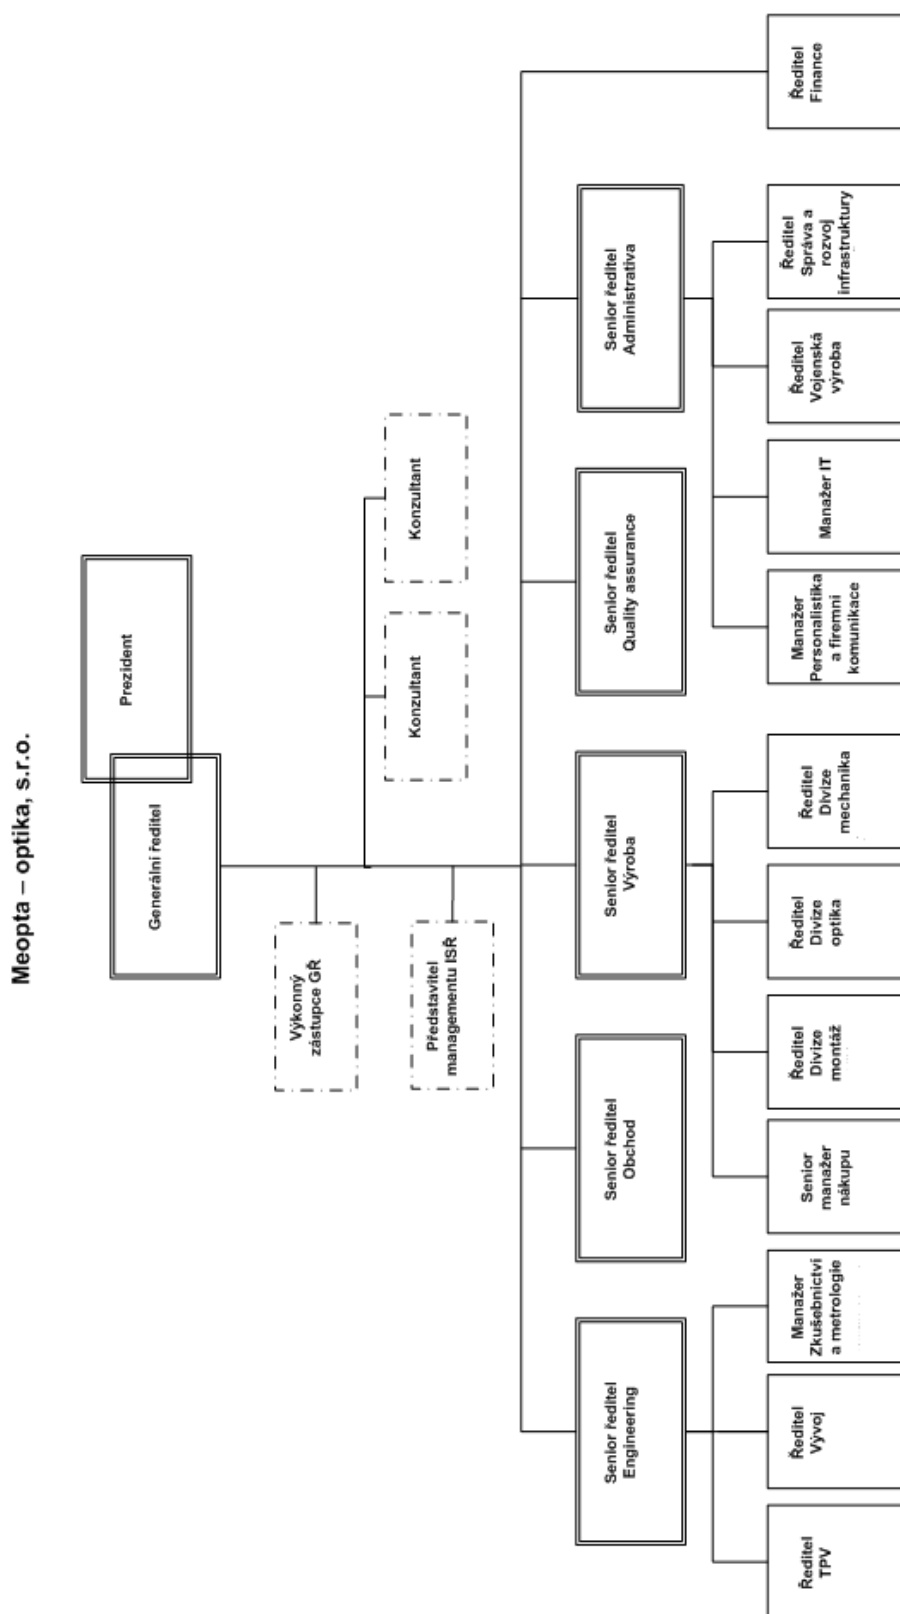 Meopta – optika, s.r.o.
Prezident
Generální ředitel
Výkonný
zástupce GŘ
Konzultant
Konzultant
Představitel
managementu ISŘ
Senior ředitel
Engineering
Senior ředitel
Obchod
Senior ředitel
Výroba
Senior ředitel
Quality assurance
Senior ředitel
Administrativa
Ředitel
TPV
Ředitel
Vývoj
Manažer
Zkušebnictví
a metrologie
Senior
manažer
nákupu
Ředitel
Divize
montáž
Ředitel
Divize
optika
Ředitel
Divize
mechanika
Manažer
Personalistika
a firemní
komunikace
Manažer IT
Ředitel
Vojenská
výroba
Ředitel
Správa a
rozvoj
infrastruktury
Ředitel
Finance